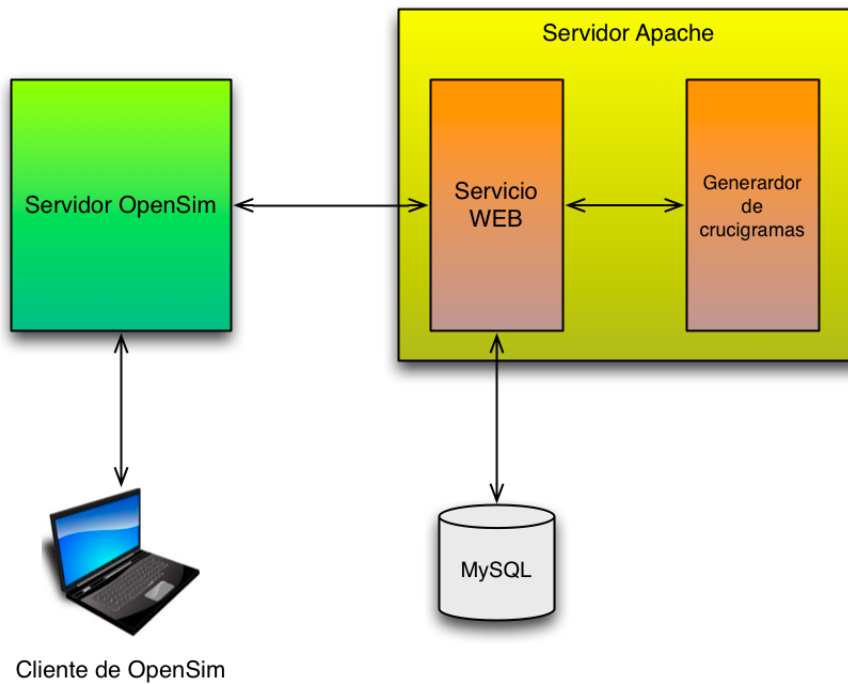 Servidor Apache
Servidor OpenSim
Servicio
WEB
Generardor
de
crucigramas
MySQL
Cliente de OpenSim